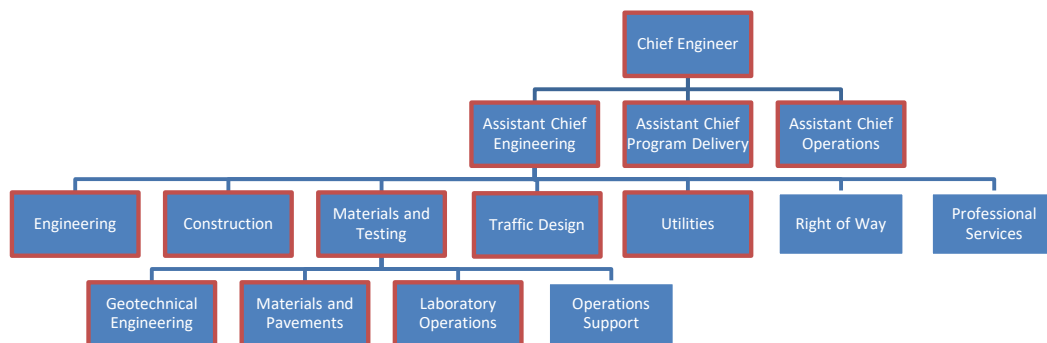 Chief Engineer
Assistant Chief
Engineering
Assistant Chief
Program Delivery
Assistant Chief
Operations
Engineering
Construction
Materials and
Testing
Traffic Design
Utilities
Right of Way
Professional
Services
Geotechnical
Engineering
Materials and
Pavements
Laboratory
Operations
Operations
Support